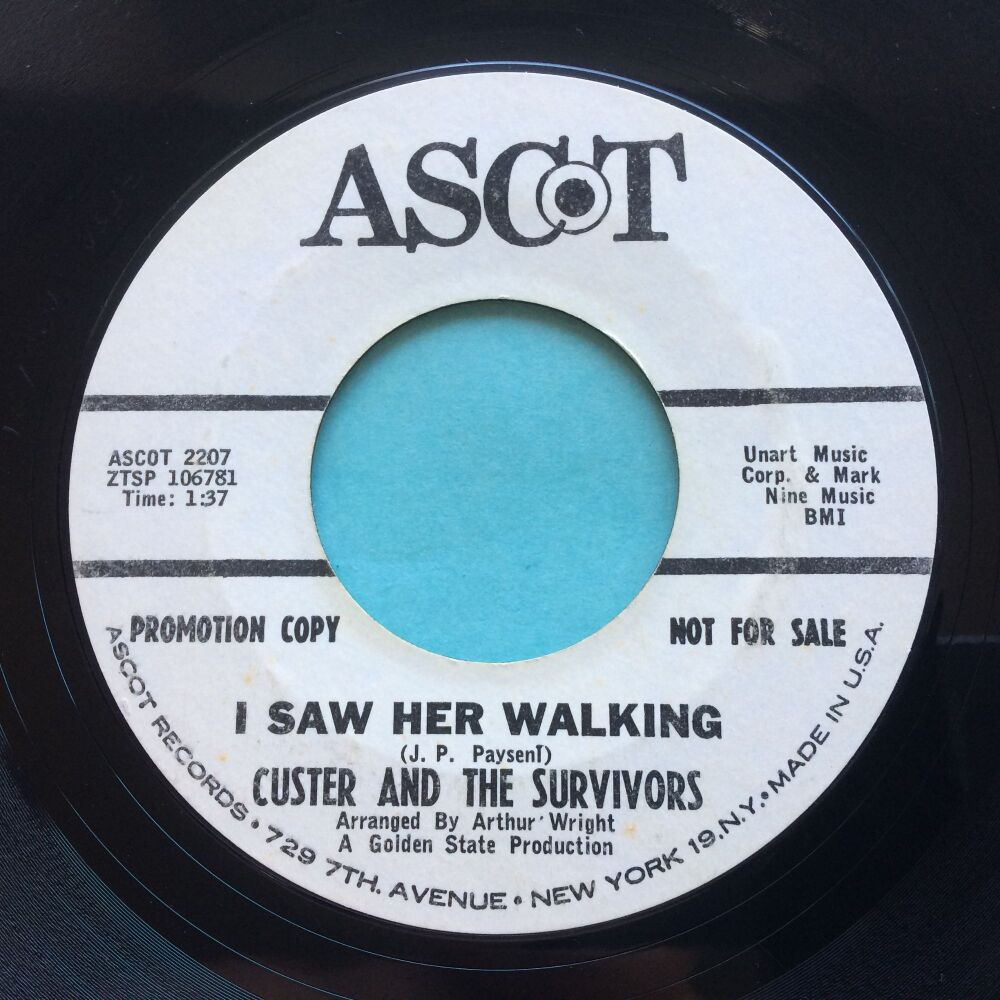 ASCOT
ASCOT 2207
ZTSP 106781
Time: 1:37
Unart Music
Corp. & Mark
Nine Music
BMI
PROMOTION COPY
NOT FOR SALE
I SAW HER WALKING
(J. P. Paysent)
CUSTER AND THE SURVIVORS
Arranged By Arthur Wright
A Golden State Production
ASCOT RECORDS • 729 7TH. AVENUE • NEW YORK 19, N.Y. • MADE IN U.S.A.